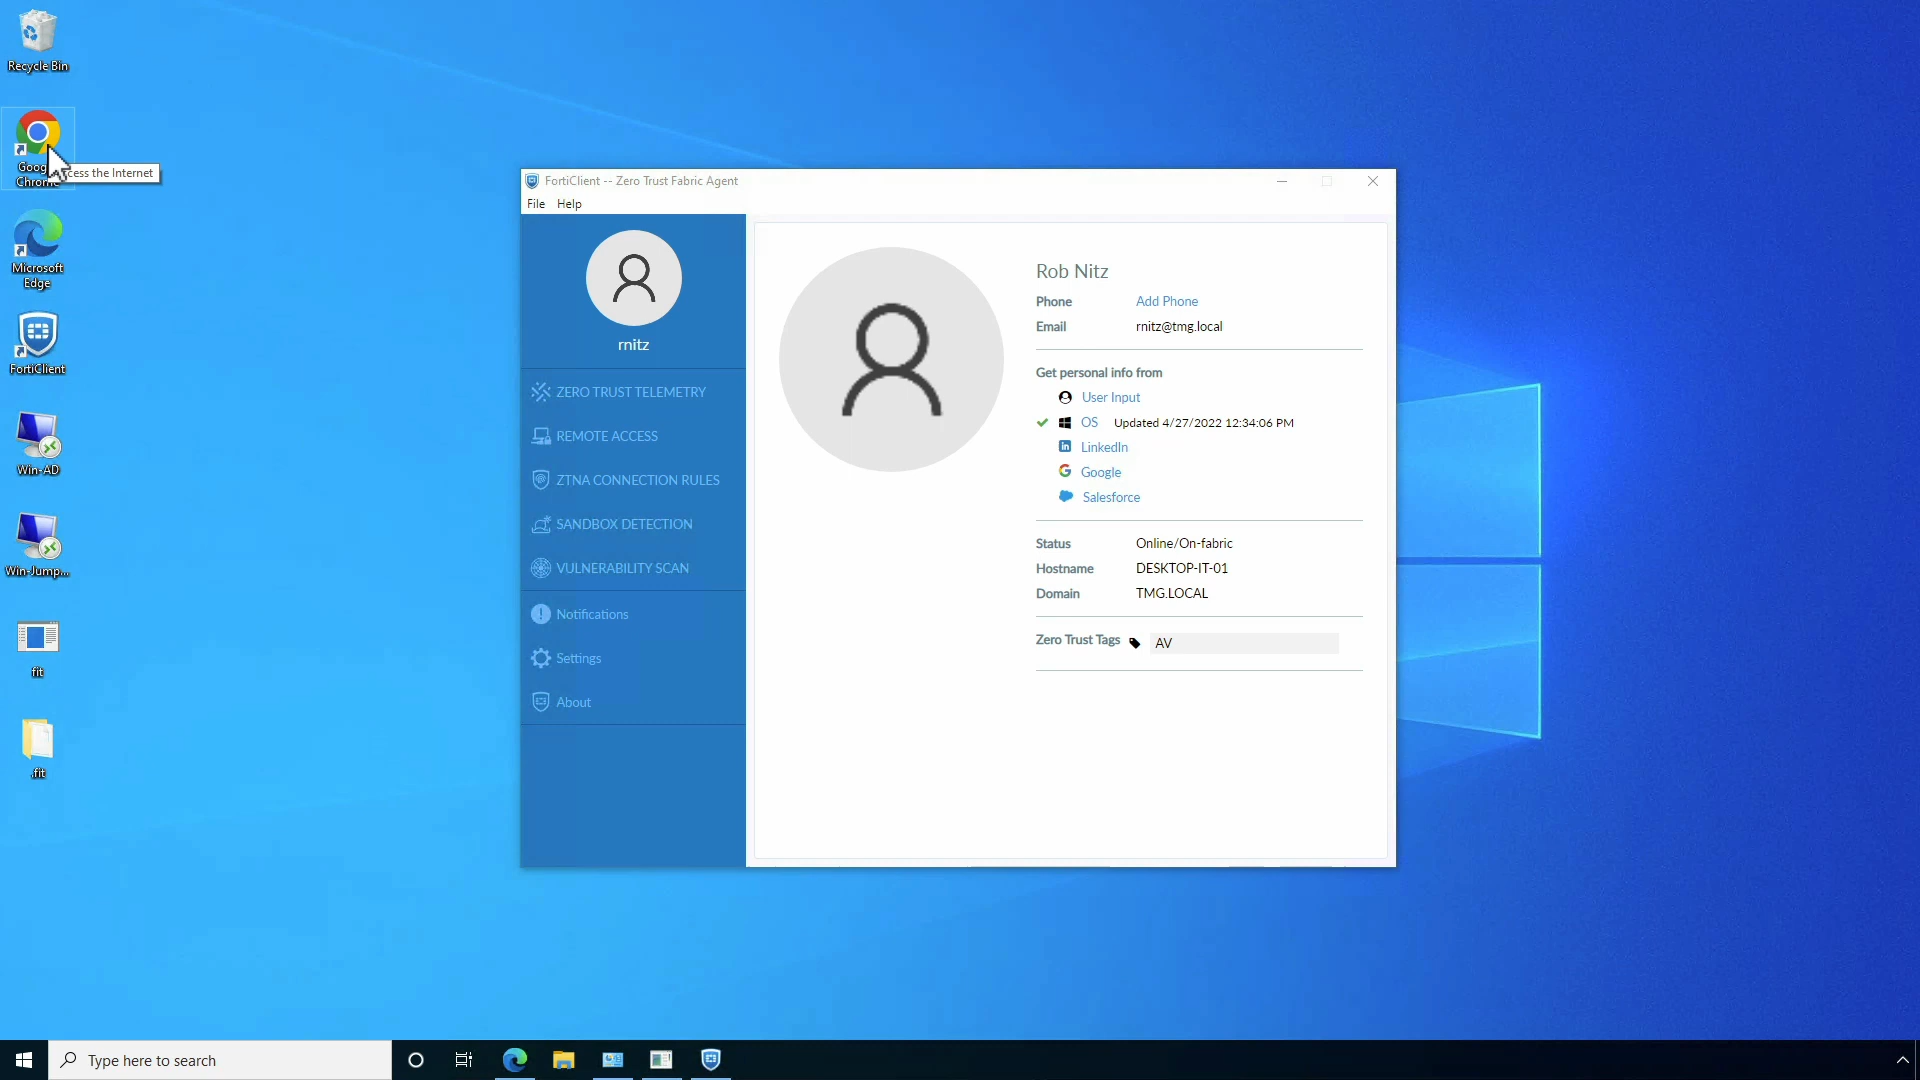 Recycle Bin
Google
Chrome
Access the Internet
Microsoft
Edge
FortiClient
Win-AD
Win-Jump...
fit
.fit
FortiClient -- Zero Trust Fabric Agent
File Help
rnitz
ZERO TRUST TELEMETRY
REMOTE ACCESS
ZTNA CONNECTION RULES
SANDBOX DETECTION
VULNERABILITY SCAN
Notifications
Settings
About
Rob Nitz
Phone Add Phone
Email rnitz@tmg.local
Get personal info from
User Input
OS Updated 4/27/2022 12:34:06 PM
LinkedIn
Google
Salesforce
Status Online/On-fabric
Hostname DESKTOP-IT-01
Domain TMG.LOCAL
Zero Trust Tags AV
Type here to search